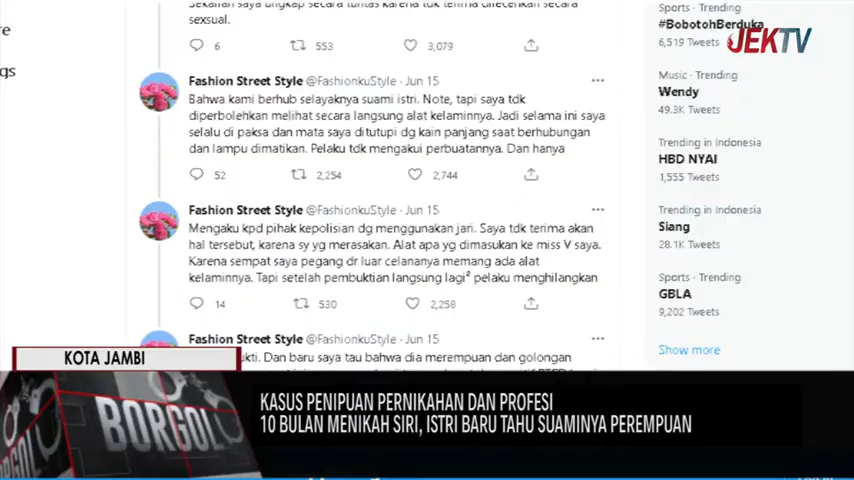 Sekalian saya ungkap secara tuntas karena tdk terima dilecehkan secara
sexual.
6 553 3,079
Fashion Street Style @FashionkuStyle · Jun 15
Bahwa kami berhub selayaknya suami istri. Note, tapi saya tdk
diperbolehkan melihat secara langsung alat kelaminnya. Jadi selama ini saya
selalu di paksa dan mata saya ditutupi dg kain panjang saat berhubungan
dan lampu dimatikan. Pelaku tdk mengakui perbuatannya. Dan hanya
52 2,254 2,744
Fashion Street Style @FashionkuStyle · Jun 15
Mengaku kpd pihak kepolisian dg menggunakan jari. Saya tdk terima akan
hal tersebut, karena sy yg merasakan. Alat apa yg dimasukan ke miss V saya.
Karena sempat saya pegang dr luar celananya memang ada alat
kelaminnya. Tapi setelah pembuktian langsung lagi² pelaku menghilangkan
14 530 2,258
Fashion Street Style @FashionkuStyle · Jun 15
kti. Dan baru saya tau bahwa dia merempuan dan golongan
Sports · Trending
#BobotohBerduka
6,519 Tweets
JEKTV
Music · Trending
Wendy
49.3K Tweets
Trending in Indonesia
HBD NYAI
1,555 Tweets
Trending in Indonesia
Siang
28.1K Tweets
Sports · Trending
GBLA
9,202 Tweets
Show more
KOTA JAMBI
BORGOL
BORGOL
KASUS PENIPUAN PERNIKAHAN DAN PROFESI
10 BULAN MENIKAH SIRI, ISTRI BARU TAHU SUAMINYA PEREMPUAN